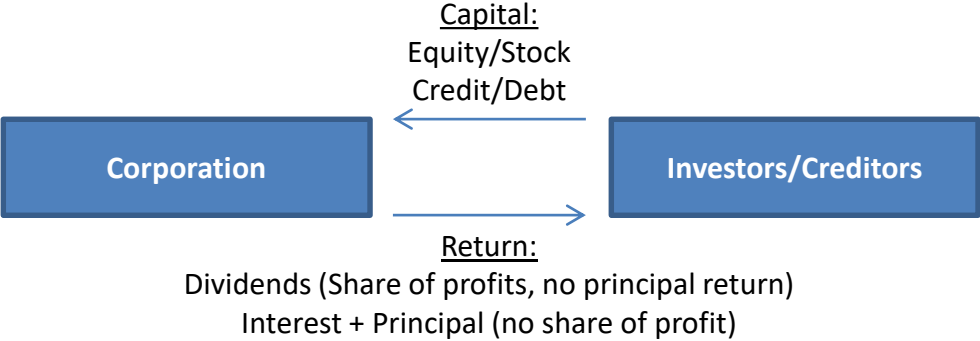 Capital:
Equity/Stock
Credit/Debt
Corporation
Investors/Creditors
Return:
Dividends (Share of profits, no principal return)
Interest + Principal (no share of profit)